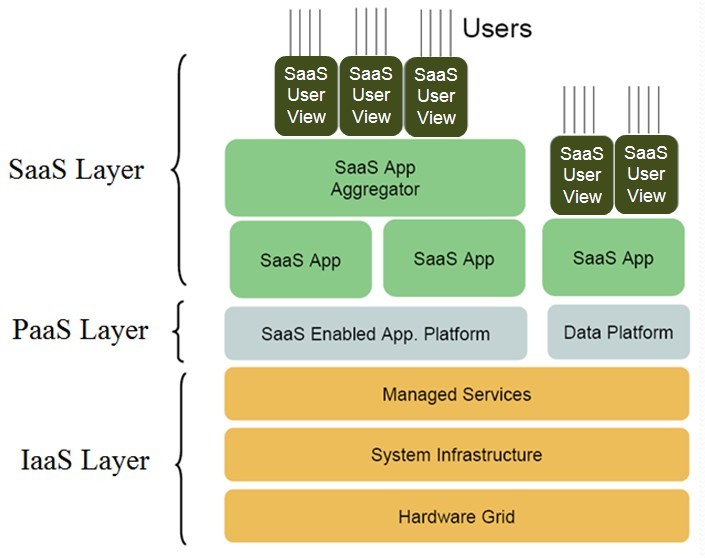 Users
SaaS
User
View
SaaS
User
View
SaaS
User
View
SaaS
User
View
SaaS
User
View
SaaS Layer
SaaS App
Aggregator
SaaS App
SaaS App
SaaS App
PaaS Layer
SaaS Enabled App. Platform
Data Platform
IaaS Layer
Managed Services
System Infrastructure
Hardware Grid